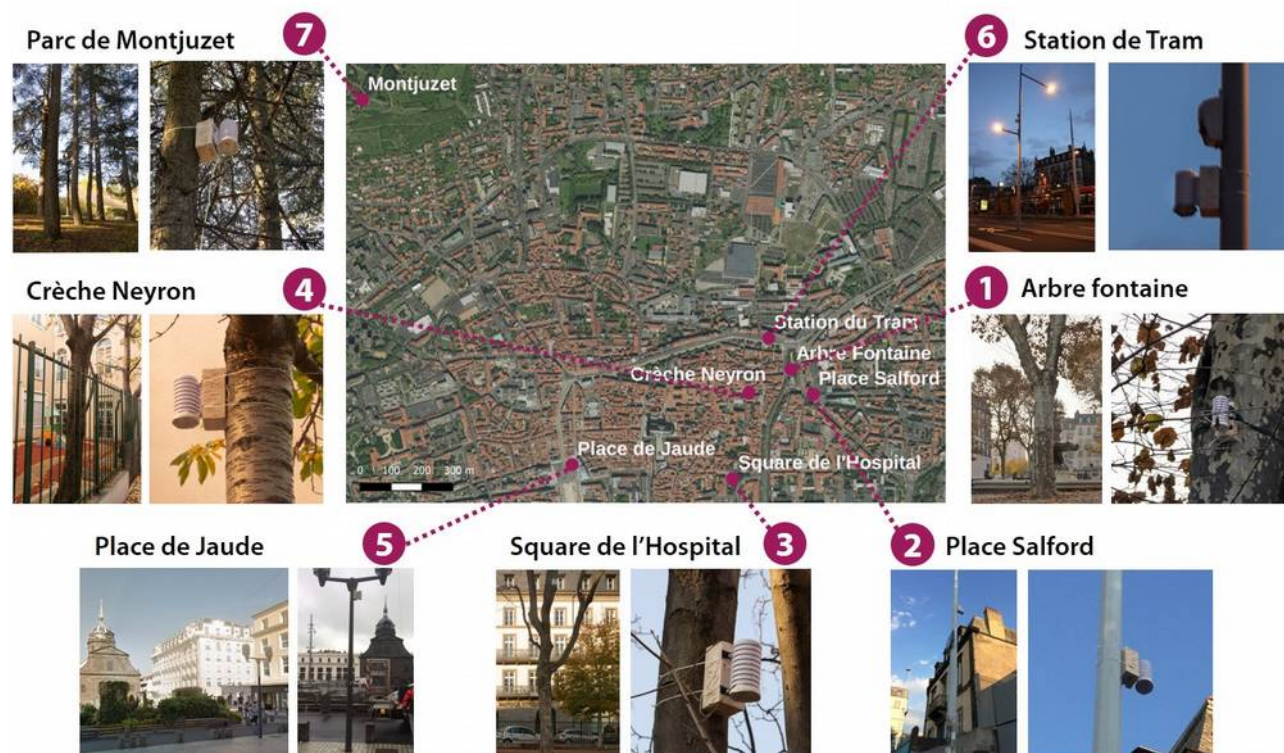 Parc de Montjuzet
7
6
Station de Tram
Montjuzet
Crèche Neyron
4
1
Arbre fontaine
Station du Tram
Arbre Fontaine
Crèche Neyron
Place Salford
Place de Jaude
Square de l'Hospital
0 100 200 300 m
Place de Jaude
5
Square de l’Hospital
3
2
Place Salford